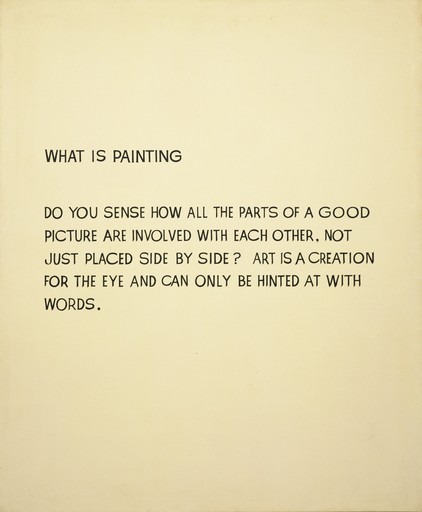 WHAT IS PAINTING
DO YOU SENSE HOW ALL THE PARTS OF A GOOD
PICTURE ARE INVOLVED WITH EACH OTHER, NOT
JUST PLACED SIDE BY SIDE? ART IS A CREATION
FOR THE EYE AND CAN ONLY BE HINTED AT WITH
WORDS.